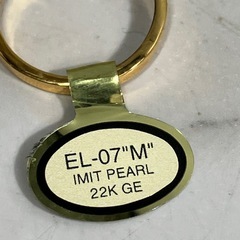 EL-07"M"
IMIT PEARL
22K GE